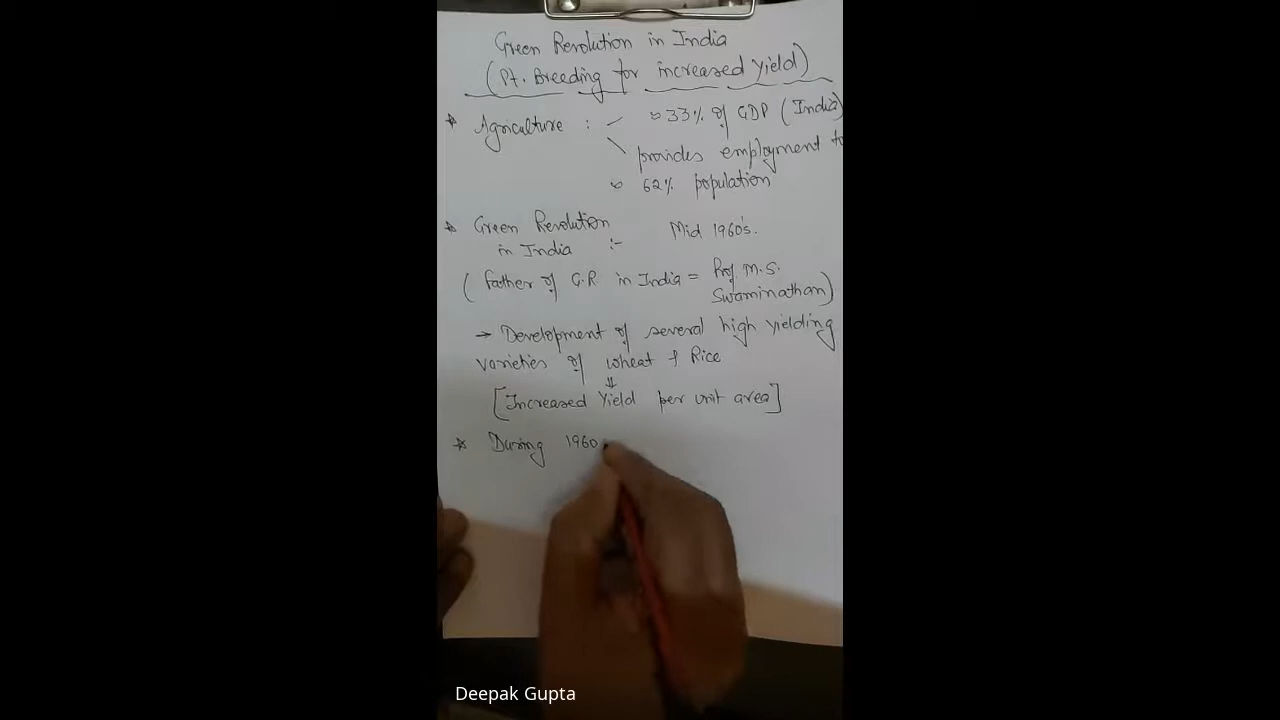 Green Revolution in India
(Pt. Breeding for increased Yield)
* Agriculture : 33% of GDP (India)
provides employment to
62% population
* Green Revolution
in India :- Mid 1960's.
(Father of G.R in India = Prof. M.S.
Swaminathan)
→ Development of several high yielding
varieties of wheat & Rice
⇓
[Increased Yield per unit area]
* During 1960
Deepak Gupta